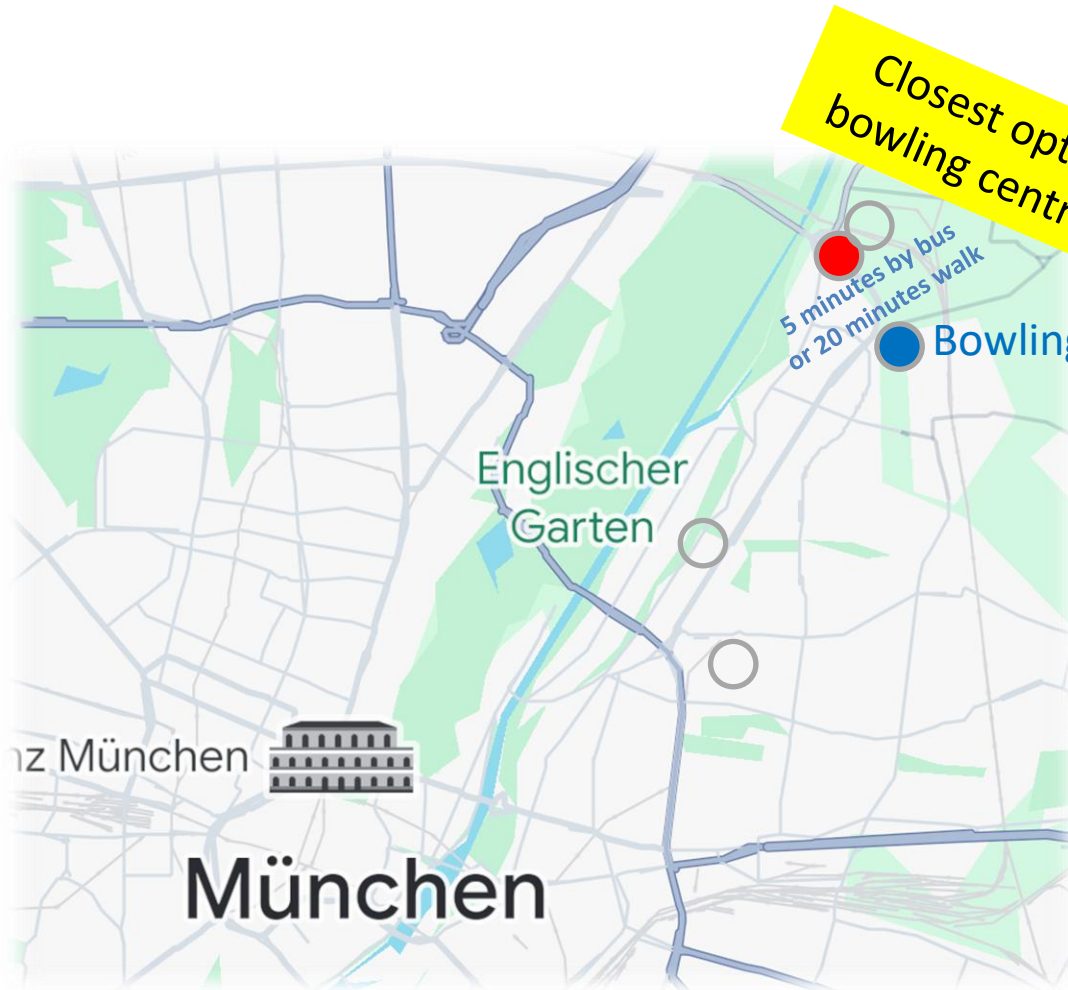 Closest opt
bowling centr
5 minutes by bus
or 20 minutes walk
Bowling
Englischer
Garten
nz München
München